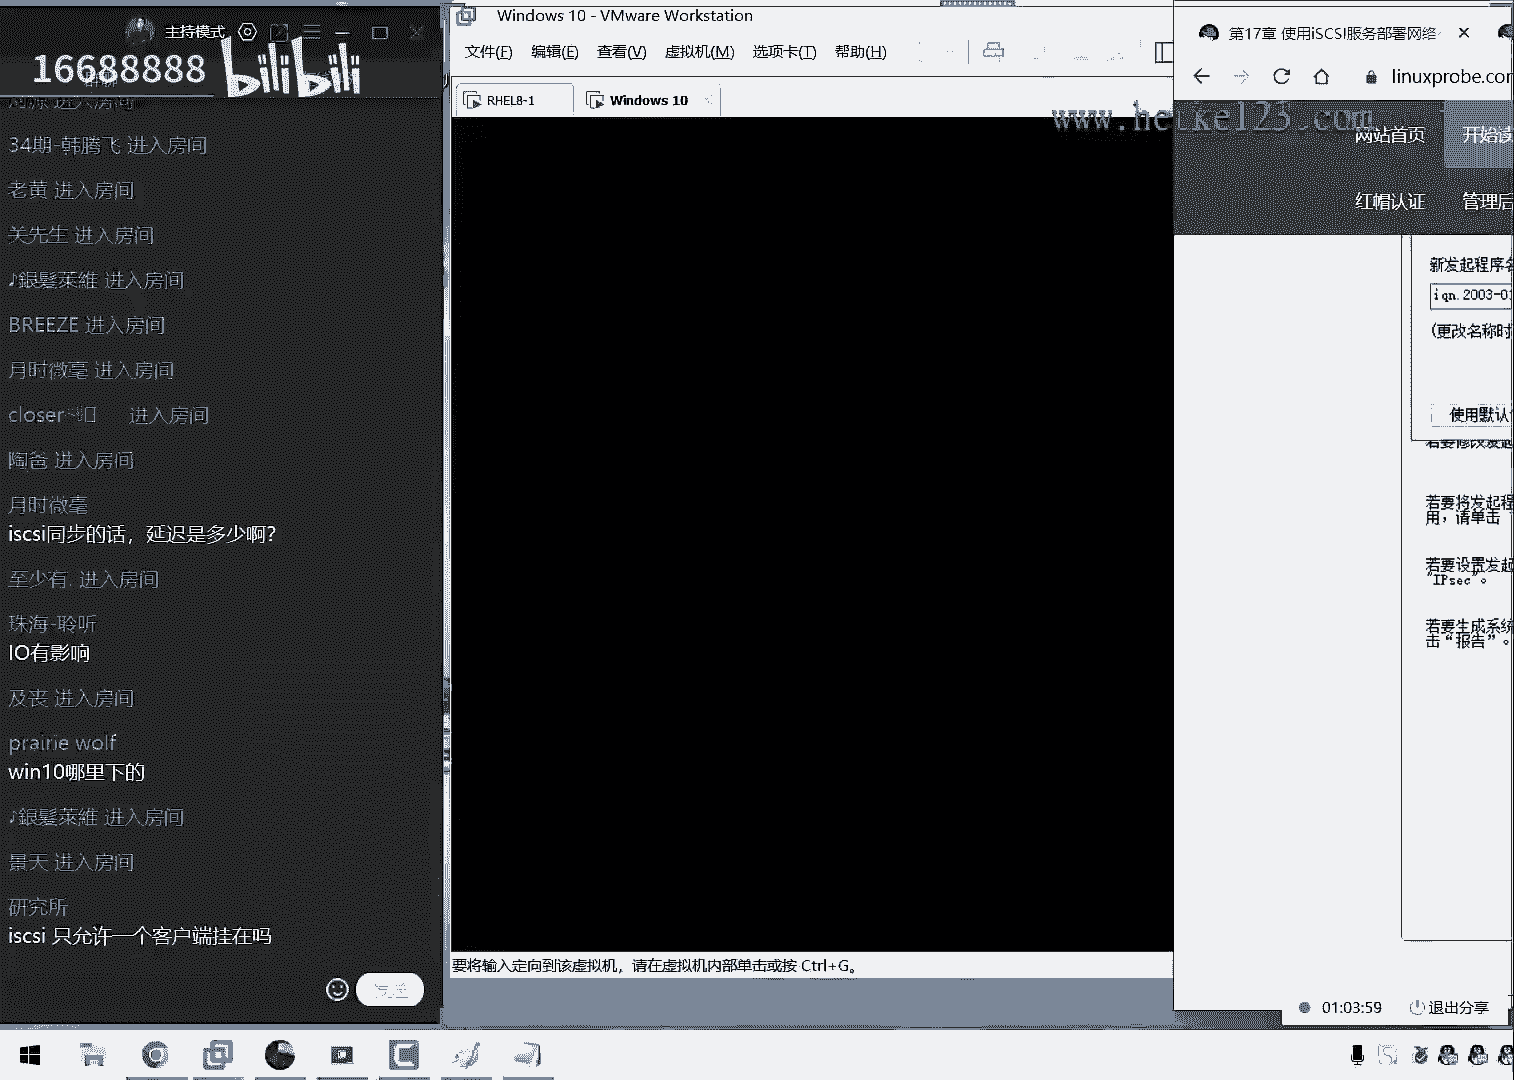 主持模式
16688888 bilibili
34期-韩腾飞 进入房间
老黄 进入房间
关先生 进入房间
♪銀髮萊維 进入房间
BREEZE 进入房间
月时微毫 进入房间
closer 进入房间
陶爸 进入房间
月时微毫
iscsi同步的话，延迟是多少啊？
至少有. 进入房间
珠海-聆听
IO有影响
及丧 进入房间
prairie wolf
win10哪里下的
♪銀髮萊維 进入房间
景天 进入房间
研究所
iscsi 只允许一个客户端挂在吗
发送
Windows 10 - VMware Workstation
文件(F) 编辑(E) 查看(V) 虚拟机(M) 选项卡(T) 帮助(H)
RHEL8-1 Windows 10
要将输入定向到该虚拟机，请在虚拟机内部单击或按 Ctrl+G。
第17章 使用iSCSI服务部署网络
linuxprobe.com
www.heike123.com
网站首页 开始读
红帽认证 管理后
新发起程序名
iqn.2003-01
(更改名称时
使用默认
若要修改发起
若要将发起程
用，请单击
若要设置发起
"IPsec"。
若要生成系统
击“报告”。
01:03:59 退出分享